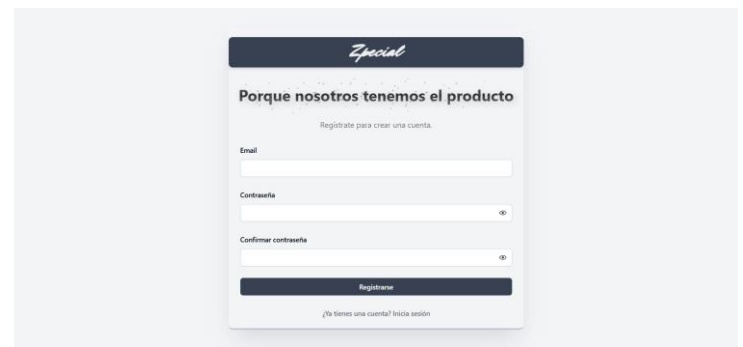 Zpecial
Porque nosotros tenemos el producto
Regístrate para crear una cuenta.
Email
Contraseña
Confirmar contraseña
Registrarse
¿Ya tienes una cuenta? Inicia sesión